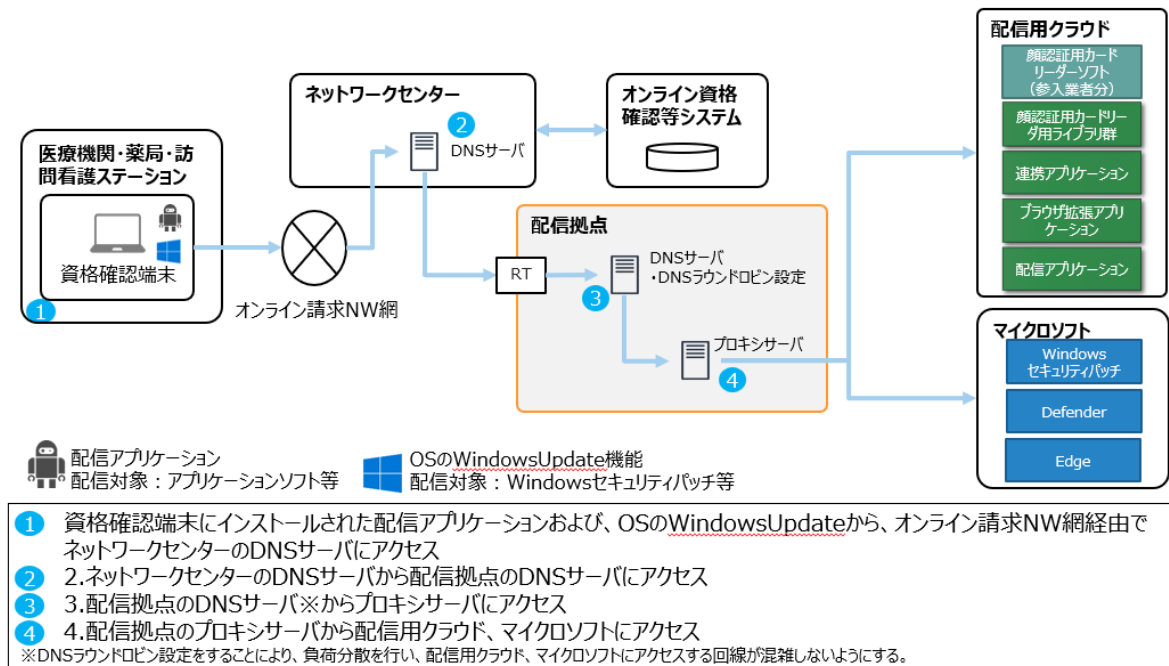 配信用クラウド
顔認証用カード
リーダーソフト
（参入業者分）
顔認証用カードリー
ダ用ライブラリ群
連携アプリケーション
ブラウザ拡張アプリ
ケーション
配信アプリケーション
ネットワークセンター
2
DNSサーバ
オンライン資格
確認等システム
医療機関・薬局・訪
問看護ステーション
資格確認端末
1
オンライン請求NW網
配信拠点
RT
DNSサーバ
・DNSラウンドロビン設定
3
プロキシサーバ
4
マイクロソフト
Windows
セキュリティパッチ
Defender
Edge
配信アプリケーション
配信対象：アプリケーションソフト等
OSのWindowsUpdate機能
配信対象：Windowsセキュリティパッチ等
1 資格確認端末にインストールされた配信アプリケーションおよび、OSのWindowsUpdateから、オンライン請求NW網経由で
ネットワークセンターのDNSサーバにアクセス
2 2.ネットワークセンターのDNSサーバから配信拠点のDNSサーバにアクセス
3 3.配信拠点のDNSサーバ※からプロキシサーバにアクセス
4 4.配信拠点のプロキシサーバから配信用クラウド、マイクロソフトにアクセス
※DNSラウンドロビン設定をすることにより、負荷分散を行い、配信用クラウド、マイクロソフトにアクセスする回線が混雑しないようにする。